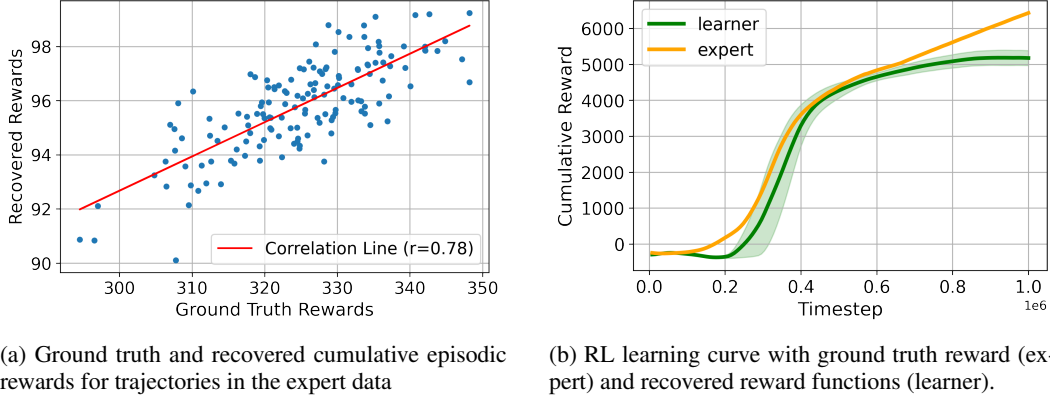 98
96
94
92
90
Recovered Rewards
300 310 320 330 340 350
Ground Truth Rewards
Correlation Line (r=0.78)
6000
5000
4000
3000
2000
1000
0
Cumulative Reward
0.0 0.2 0.4 0.6 0.8 1.0
1e6
Timestep
learner
expert
(a) Ground truth and recovered cumulative episodic
rewards for trajectories in the expert data
(b) RL learning curve with ground truth reward (ex-
pert) and recovered reward functions (learner).